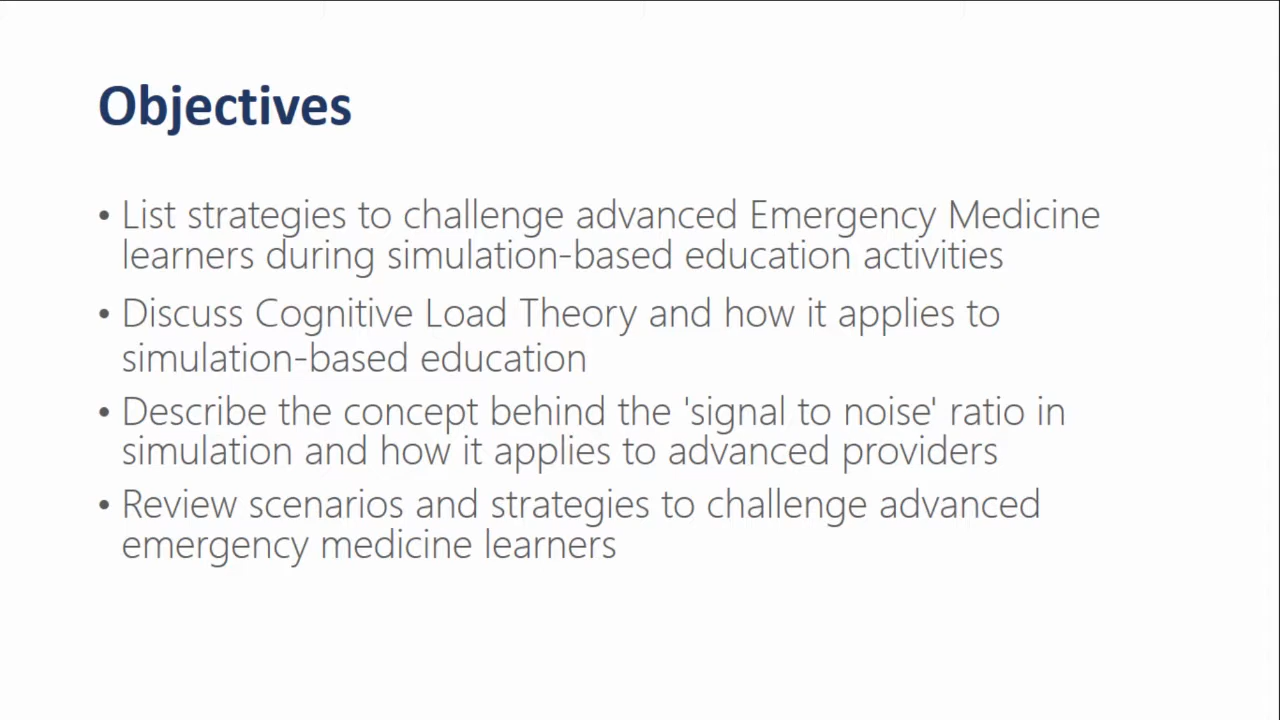 Objectives
• List strategies to challenge advanced Emergency Medicine
learners during simulation-based education activities
• Discuss Cognitive Load Theory and how it applies to
simulation-based education
• Describe the concept behind the 'signal to noise' ratio in
simulation and how it applies to advanced providers
• Review scenarios and strategies to challenge advanced
emergency medicine learners